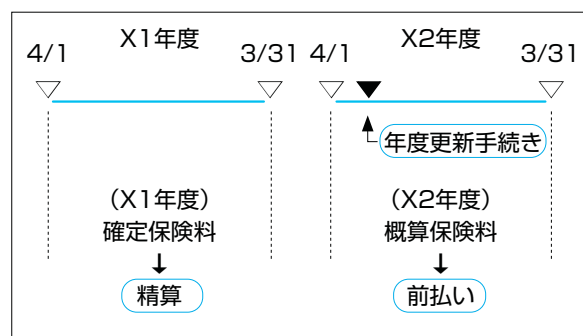 X1年度 X2年度
4/1 3/31 4/1 3/31
年度更新手続き
(X1年度) (X2年度)
確定保険料 概算保険料
精算 前払い